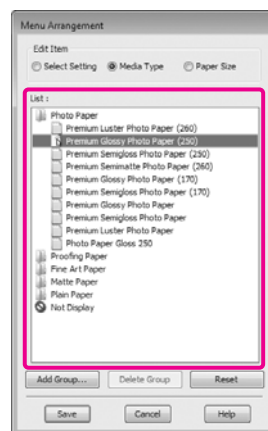 Menu Arrangement
Edit Item
Select Setting Media Type Paper Size
List :
Photo Paper
Premium Luster Photo Paper (260)
Premium Glossy Photo Paper (250)
Premium Semigloss Photo Paper (250)
Premium Semimatte Photo Paper (260)
Premium Glossy Photo Paper (170)
Premium Semigloss Photo Paper (170)
Premium Glossy Photo Paper
Premium Semigloss Photo Paper
Premium Luster Photo Paper
Photo Paper Gloss 250
Proofing Paper
Fine Art Paper
Matte Paper
Plain Paper
Not Display
Add Group... Delete Group Reset
Save Cancel Help